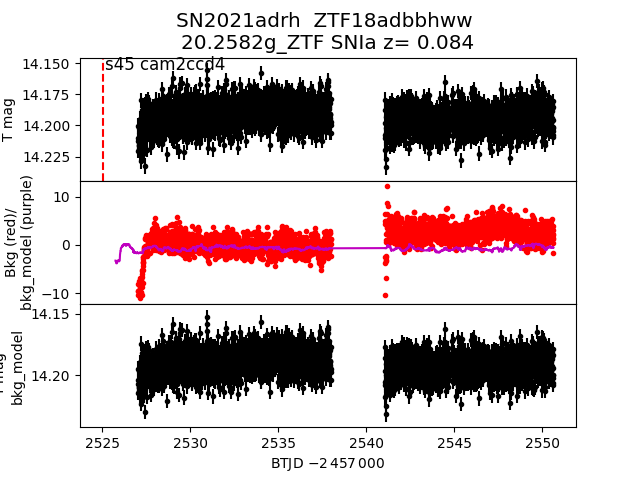 SN2021adrh ZTF18adbbhww
20.2582g_ZTF SNIa z= 0.084
s45 cam2ccd4
14.150
14.175
14.200
14.225
T mag
10
0
−10
Bkg (red)/
bkg_model (purple)
14.15
14.20
mag
bkg_model
2525
2530
2535
2540
2545
2550
BTJD −2 457 000